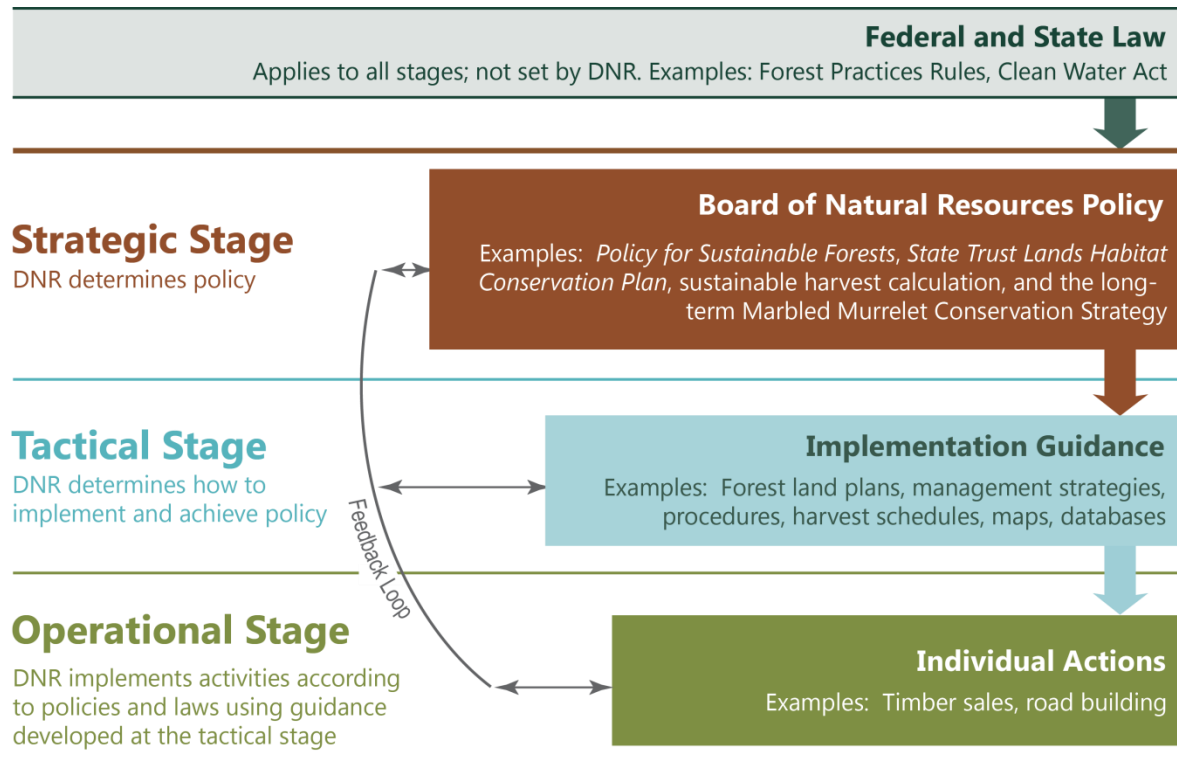 Federal and State Law
Applies to all stages; not set by DNR. Examples: Forest Practices Rules, Clean Water Act
Strategic Stage
DNR determines policy
Board of Natural Resources Policy
Examples: Policy for Sustainable Forests, State Trust Lands Habitat
Conservation Plan, sustainable harvest calculation, and the long-
term Marbled Murrelet Conservation Strategy
Tactical Stage
DNR determines how to
implement and achieve policy
Implementation Guidance
Examples: Forest land plans, management strategies,
procedures, harvest schedules, maps, databases
Feedback Loop
Operational Stage
DNR implements activities according
to policies and laws using guidance
developed at the tactical stage
Individual Actions
Examples: Timber sales, road building